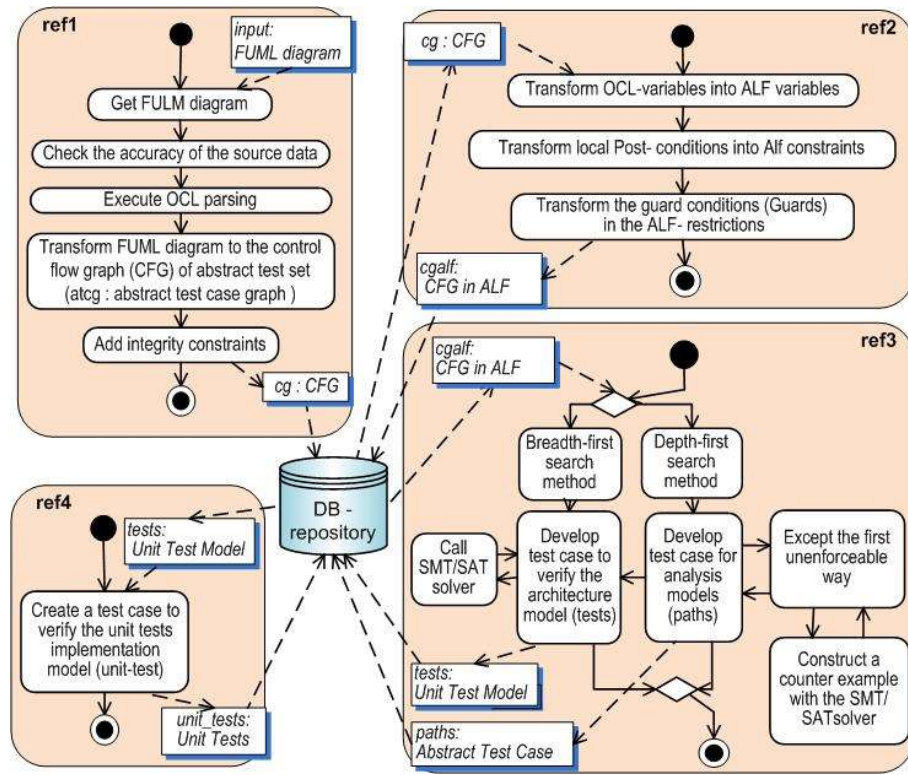 ref1
input:
FUML diagram
Get FULM diagram
Check the accuracy of the source data
Execute OCL parsing
Transform FUML diagram to the control
flow graph (CFG) of abstract test set
(atcg : abstract test case graph )
Add integrity constraints
cg : CFG
ref2
cg : CFG
Transform OCL-variables into ALF variables
Transform local Post- conditions into Alf constraints
Transform the guard conditions (Guards)
in the ALF- restrictions
cgalf:
CFG in ALF
ref3
cgalf:
CFG in ALF
Breadth-first
search
method
Depth-first
search
method
Call
SMT/SAT
solver
Develop
test case to
verify the
architecture
model (tests)
Develop
test case for
analysis
models
(paths)
Except the first
unenforceable
way
Construct a
counter example
with the SMT/
SATsolver
tests:
Unit Test Model
paths:
Abstract Test Case
DB -
repository
ref4
tests:
Unit Test Model
Create a test case to
verify the unit tests
implementation
model (unit-test)
unit_tests:
Unit Tests